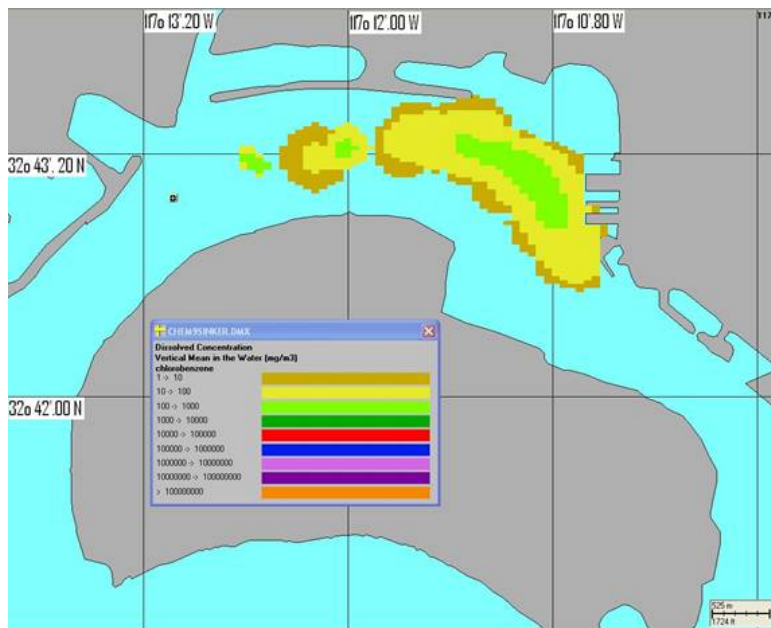 117o 13'.20 W
117o 12'.00 W
117o 10'.80 W
117
32o 43'.20 N
CHEM9SINKER.DMX
Dissolved Concentration
Vertical Mean in the Water (mg/m3)
chlorobenzene
1 -> 10
10 -> 100
100 -> 1000
1000 -> 10000
10000 -> 100000
100000 -> 1000000
1000000 -> 10000000
10000000 -> 100000000
> 100000000
32o 42'.00 N
525 m
1724 ft